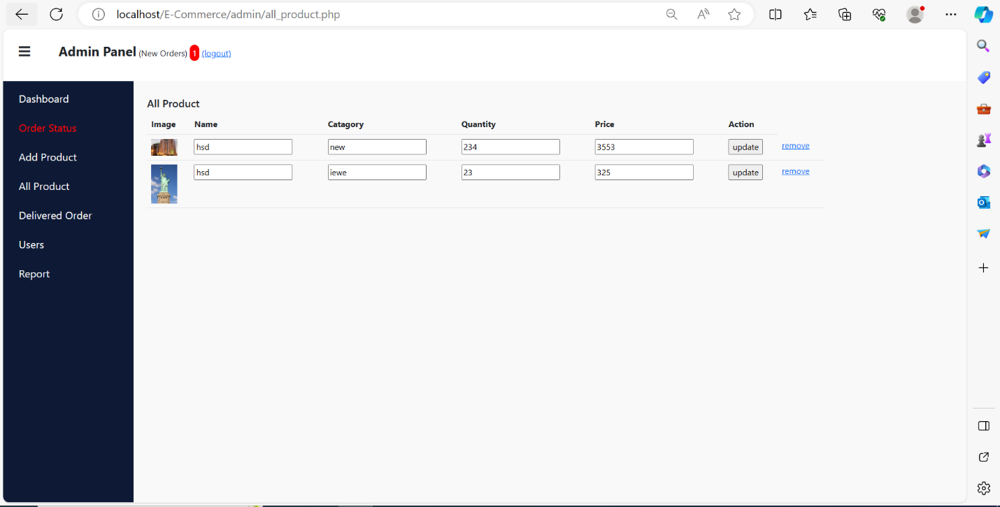 localhost/E-Commerce/admin/all_product.php
Admin Panel (New Orders) 1 (logout)
Dashboard
Order Status
Add Product
All Product
Delivered Order
Users
Report
All Product
Image Name Catagory Quantity Price Action
hsd new 234 3553 update remove
hsd iewe 23 325 update remove